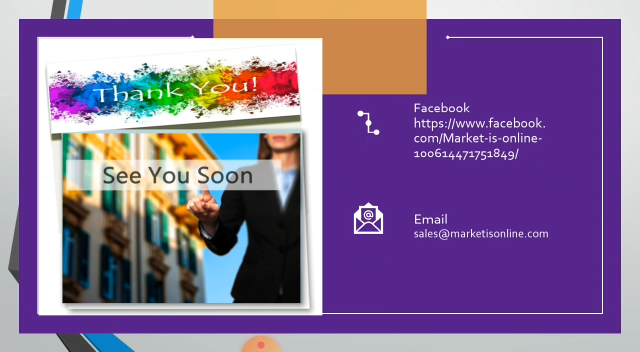 Thank You!
See You Soon
Facebook
https://www.facebook.
com/Market-is-online-
100614471751849/
Email
sales@marketisonline.com